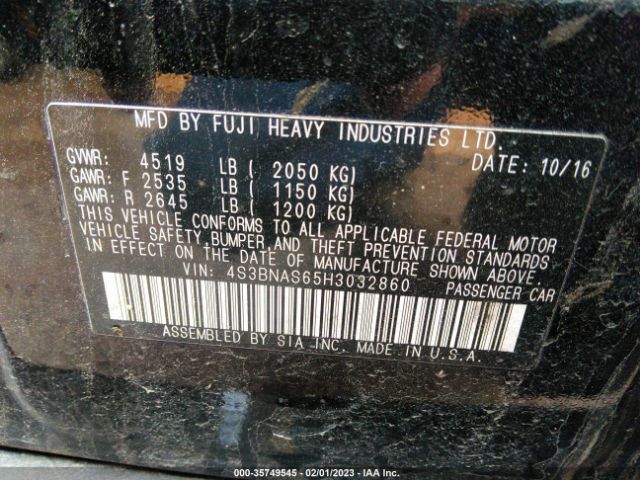 MFD BY FUJI HEAVY INDUSTRIES LTD.
GVWR: 4519 LB ( 2050 KG) DATE: 10/16
GAWR: F 2535 LB ( 1150 KG)
GAWR: R 2645 LB ( 1200 KG)
THIS VEHICLE CONFORMS TO ALL APPLICABLE FEDERAL MOTOR
VEHICLE SAFETY, BUMPER, AND THEFT PREVENTION STANDARDS
IN EFFECT ON THE DATE OF MANUFACTURE SHOWN ABOVE.
VIN: 4S3BNAS65H3032860 PASSENGER CAR
ASSEMBLED BY SIA INC. MADE IN U.S.A.
000-35749545 - 02/01/2023 - IAA Inc.